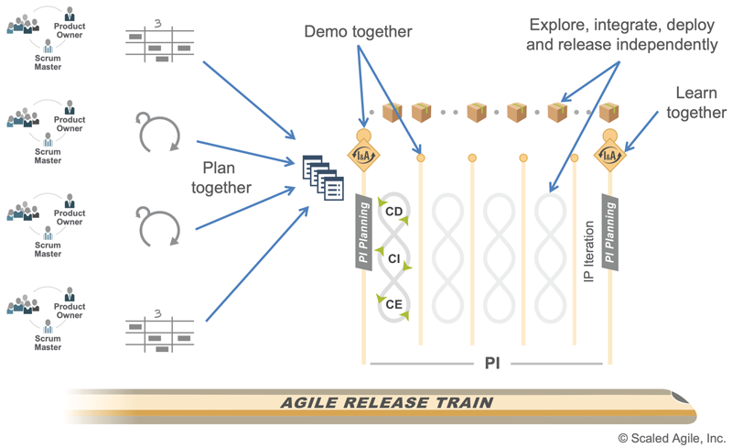 Product
Owner
Scrum
Master
3
Product
Owner
Scrum
Master
Product
Owner
Scrum
Master
Product
Owner
Scrum
Master
3
Plan
together
Demo together
Explore, integrate, deploy
and release independently
Learn
together
I&A
I&A
PI Planning
CD
CI
CE
IP Iteration
PI Planning
PI
AGILE RELEASE TRAIN
© Scaled Agile, Inc.